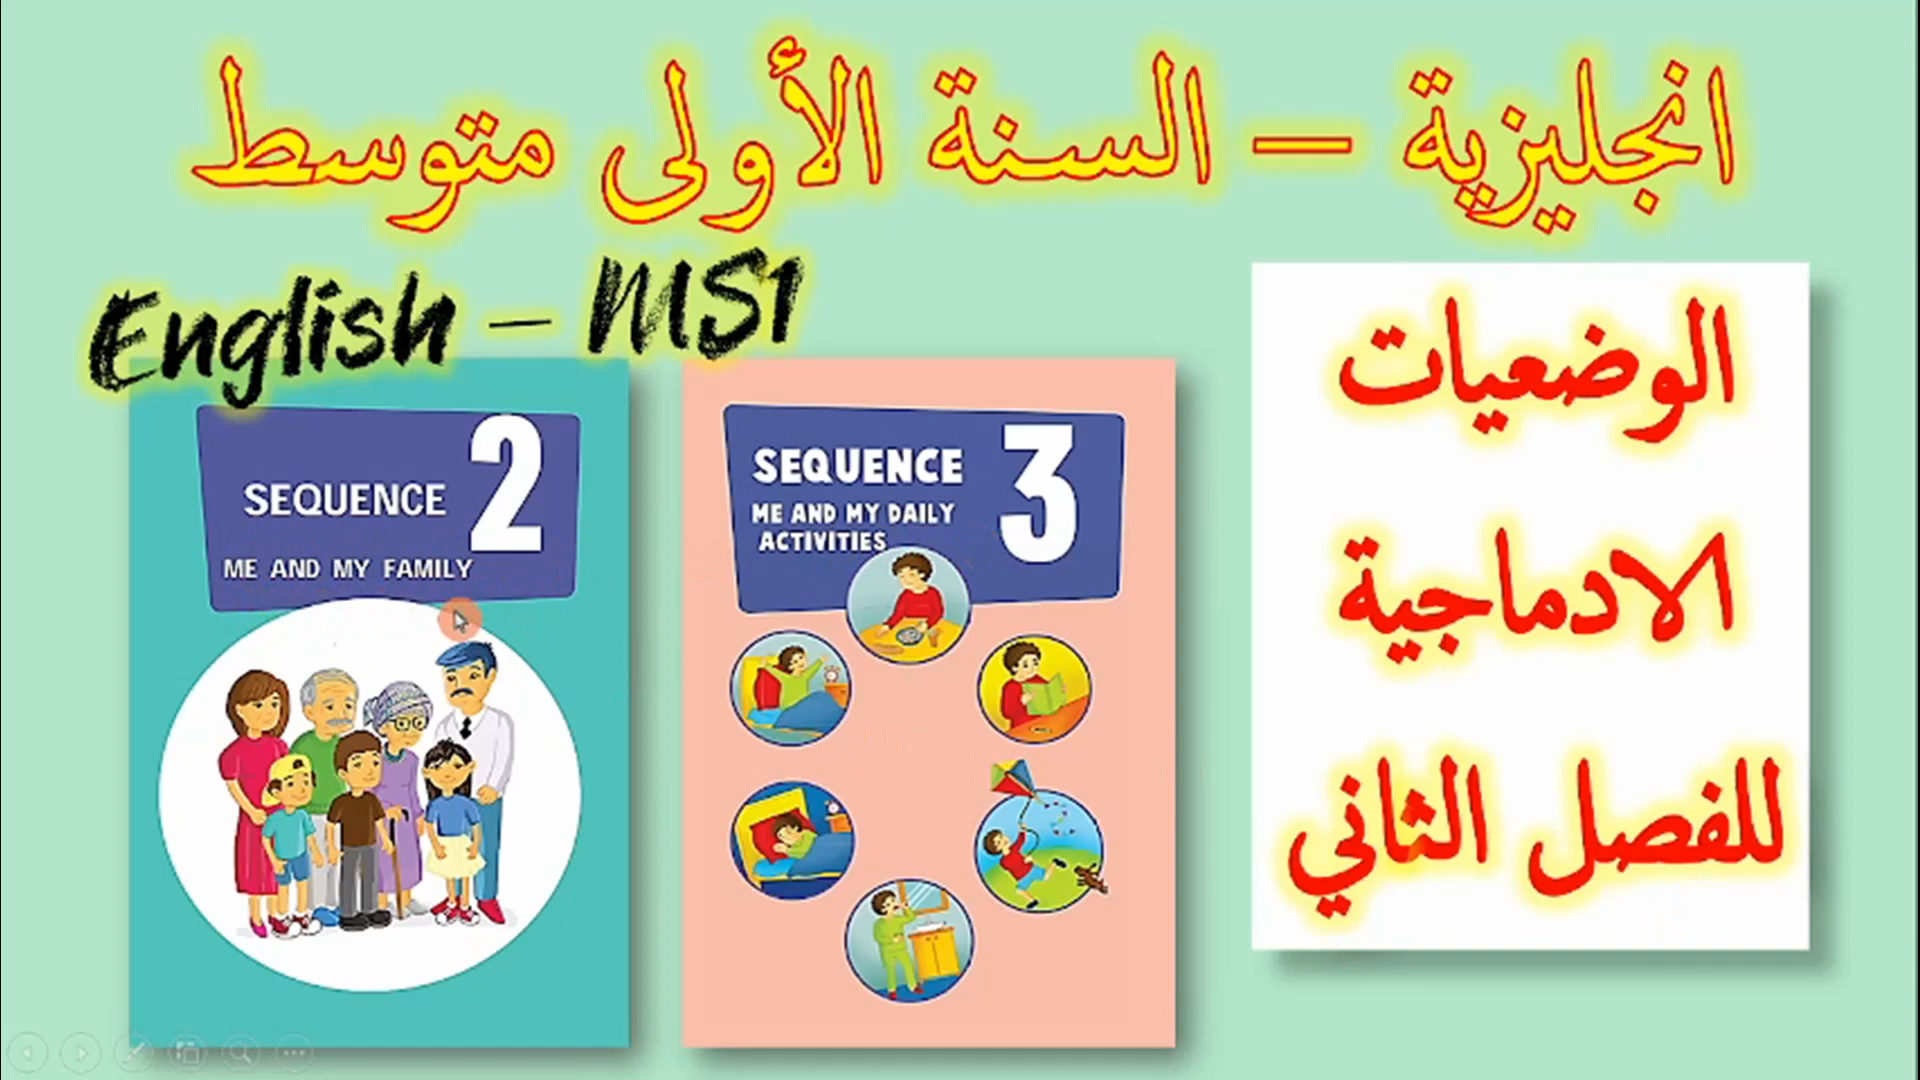 انجليزية – السنة الأولى متوسط
English – MS1
الوضعيات
الادماجية
للفصل الثاني
SEQUENCE 2
ME AND MY FAMILY
SEQUENCE 3
ME AND MY DAILY
ACTIVITIES